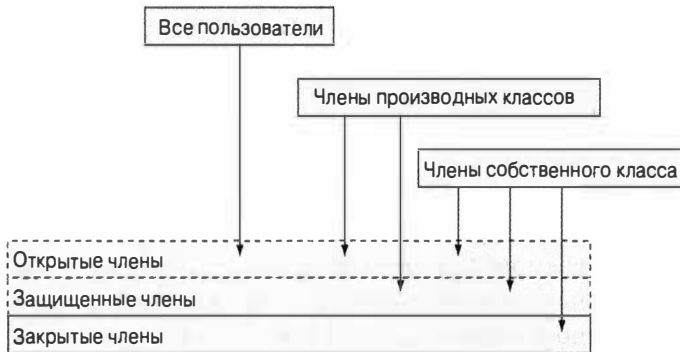 Все пользователи
Члены производных классов
Члены собственного класса
Открытые члены
Защищенные члены
Закрытые члены